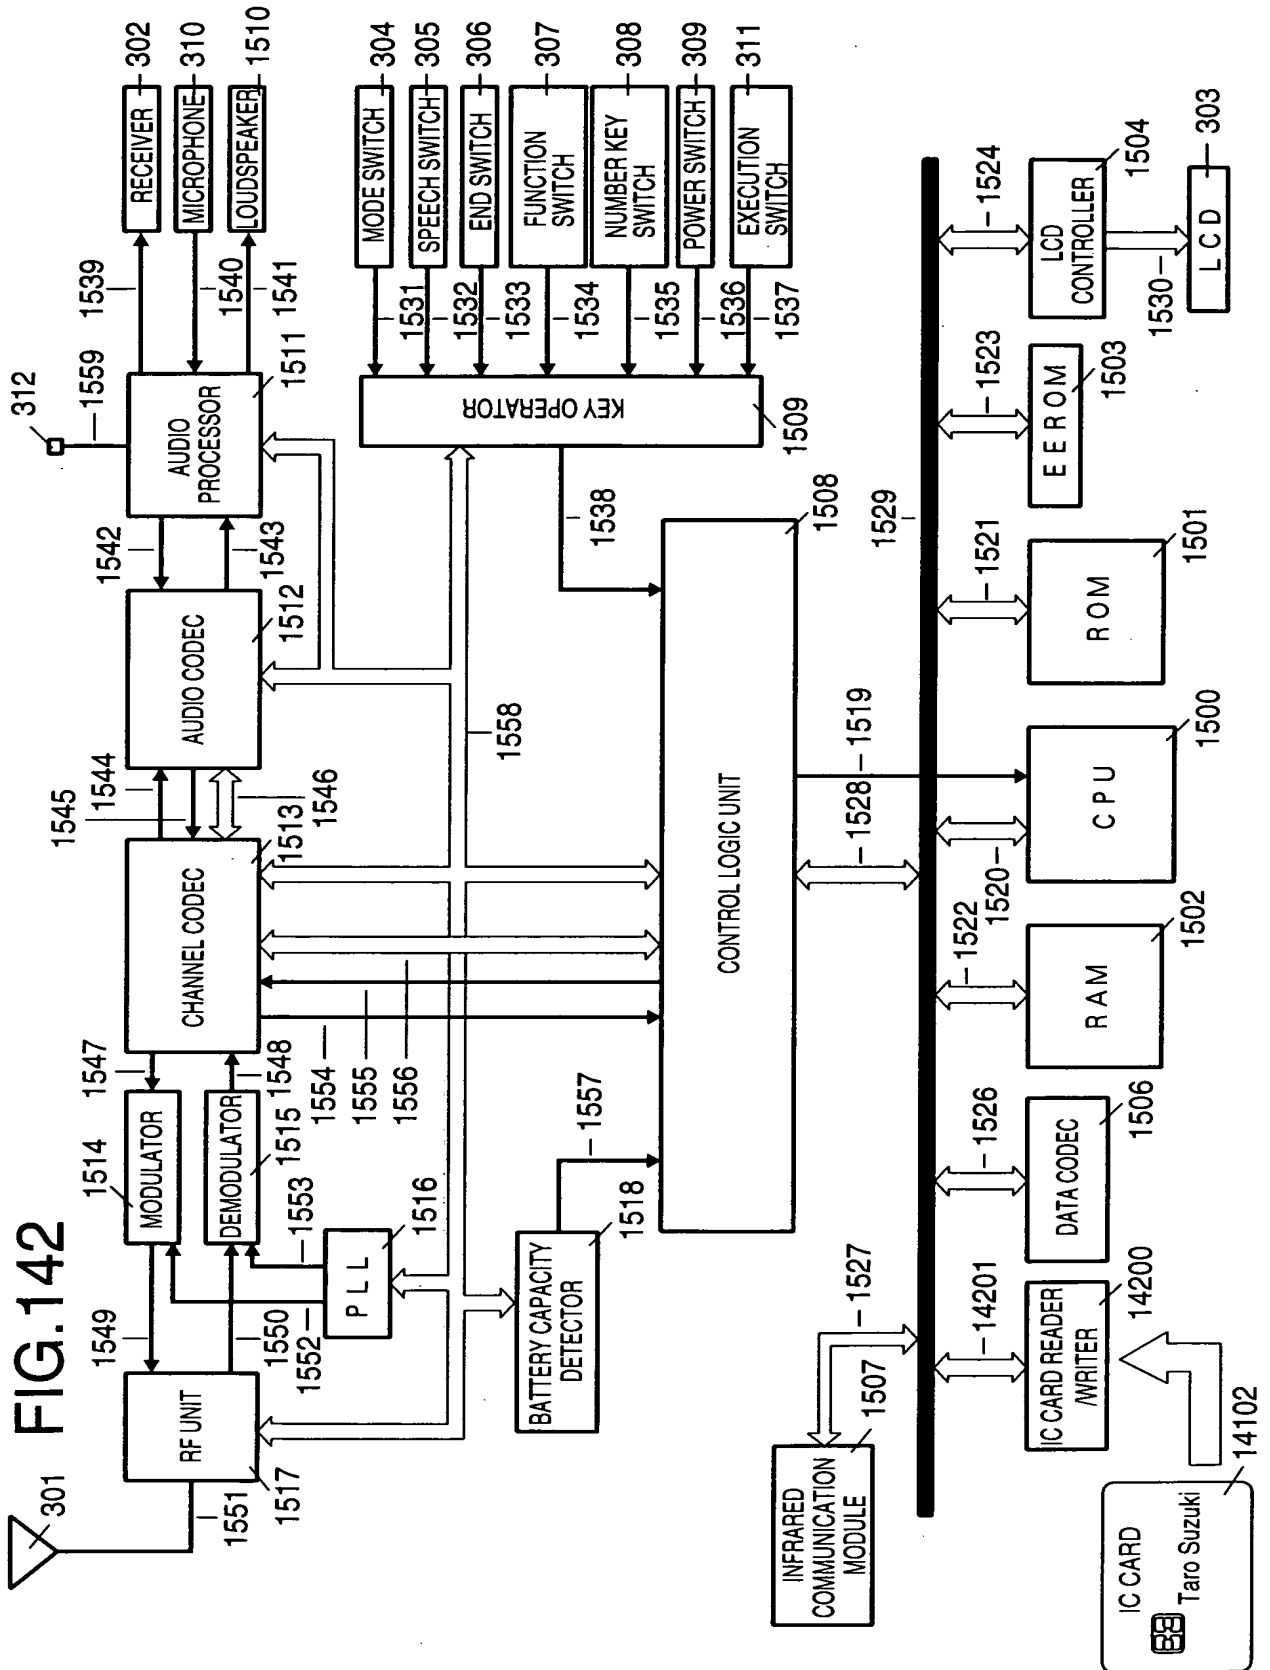 FIG.142
301
1551
RF UNIT
1517
1549
1550
1552
1514
MODULATOR
DEMODULATOR
1515
1553
PLL
1516
1547
1548
1554
1555
1556
CHANNEL CODEC
1513
1546
1545
1544
AUDIO CODEC
1512
1542
1543
312
1559
AUDIO
PROCESSOR
1511
1539
1540
1541
RECEIVER
302
MICROPHONE
310
LOUDSPEAKER
1510
MODE SWITCH
304
SPEECH SWITCH
305
END SWITCH
306
FUNCTION
SWITCH
307
NUMBER KEY
SWITCH
308
POWER SWITCH
309
EXECUTION
SWITCH
311
1531
1532
1533
1534
1535
1536
1537
KEY OPERATOR
1509
1538
1558
BATTERY CAPACITY
DETECTOR
1518
1557
CONTROL LOGIC UNIT
1508
1528
1519
1529
INFRARED
COMMUNICATION
MODULE
1507
1527
14201
1526
1522
1520
1521
1523
1524
IC CARD READER
/WRITER
14200
DATA CODEC
1506
RAM
1502
CPU
1500
ROM
1501
EEROM
1503
LCD
CONTROLLER
1504
1530
LCD
303
IC CARD
Taro Suzuki
14102